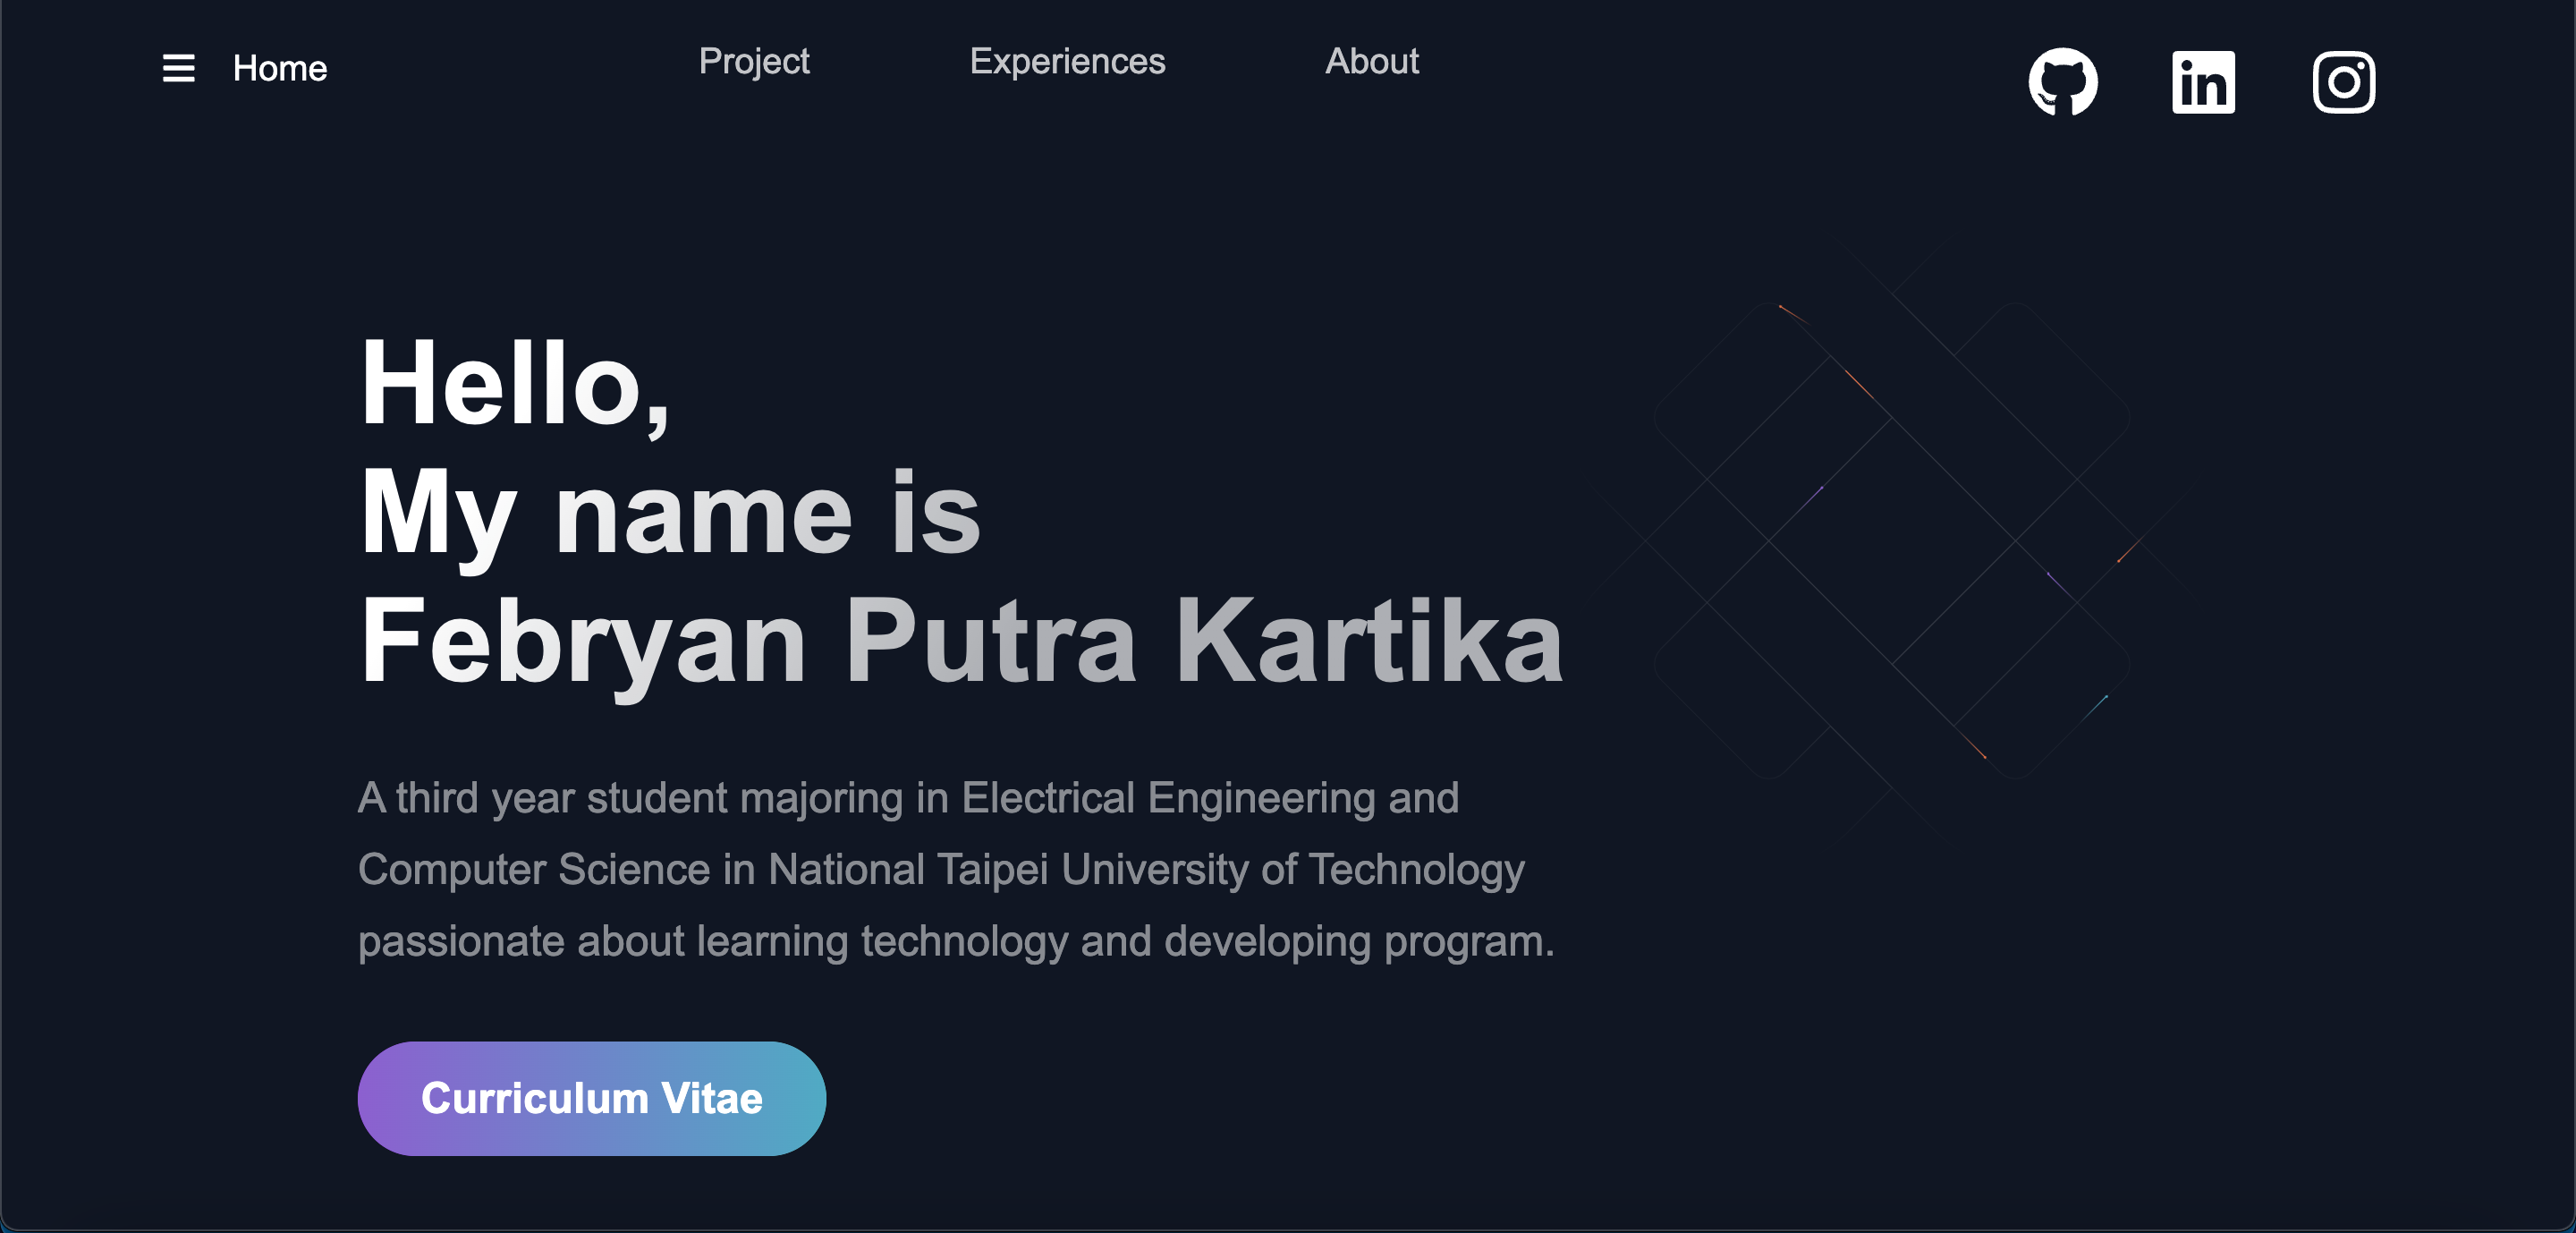 Home
Project
Experiences
About
in
Hello,
My name is
Febryan Putra Kartika
A third year student majoring in Electrical Engineering and
Computer Science in National Taipei University of Technology
passionate about learning technology and developing program.
Curriculum Vitae